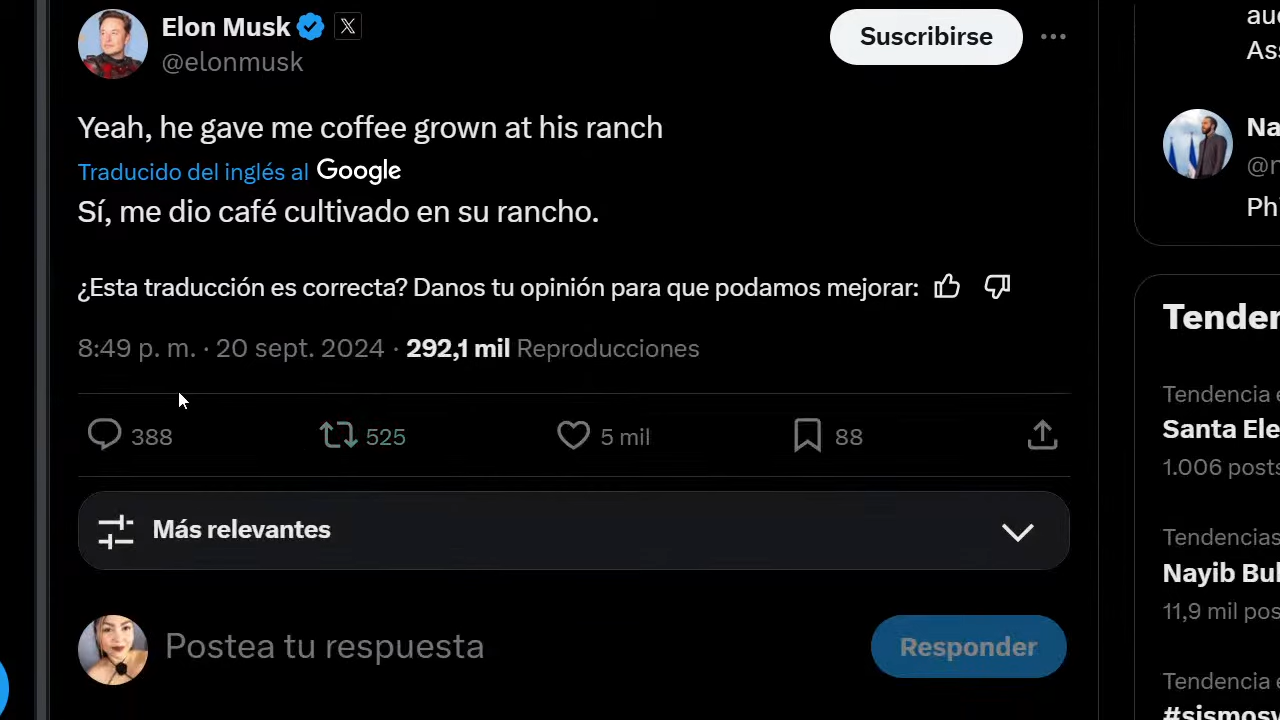 Elon Musk
@elonmusk
Suscribirse
Yeah, he gave me coffee grown at his ranch
Traducido del inglés al Google
Sí, me dio café cultivado en su rancho.
¿Esta traducción es correcta? Danos tu opinión para que podamos mejorar:
8:49 p. m. · 20 sept. 2024 · 292,1 mil Reproducciones
388
525
5 mil
88
Más relevantes
Postea tu respuesta
Responder
Tendencia
Santa Ele
1.006 posts
Tendencias
Nayib Bu
11,9 mil pos
Tendencia